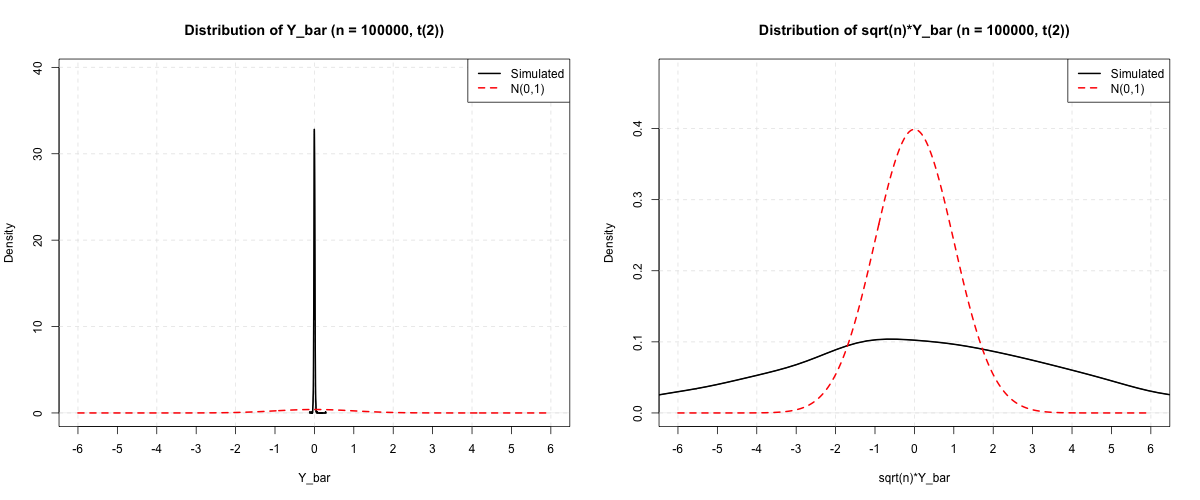 Distribution of Y_bar (n = 100000, t(2))
Simulated
N(0,1)
Density
40
30
20
10
0
-6 -5 -4 -3 -2 -1 0 1 2 3 4 5 6
Y_bar
Distribution of sqrt(n)*Y_bar (n = 100000, t(2))
Simulated
N(0,1)
Density
0.4
0.3
0.2
0.1
0.0
-6 -5 -4 -3 -2 -1 0 1 2 3 4 5 6
sqrt(n)*Y_bar